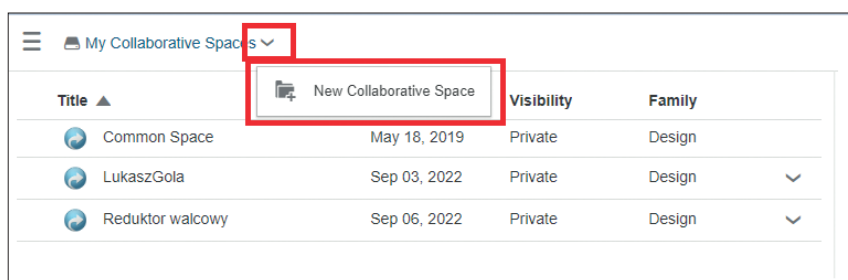 My Collaborative Spaces
New Collaborative Space
Title Visibility Family
Common Space May 18, 2019 Private Design
LukaszGola Sep 03, 2022 Private Design
Reduktor walcowy Sep 06, 2022 Private Design